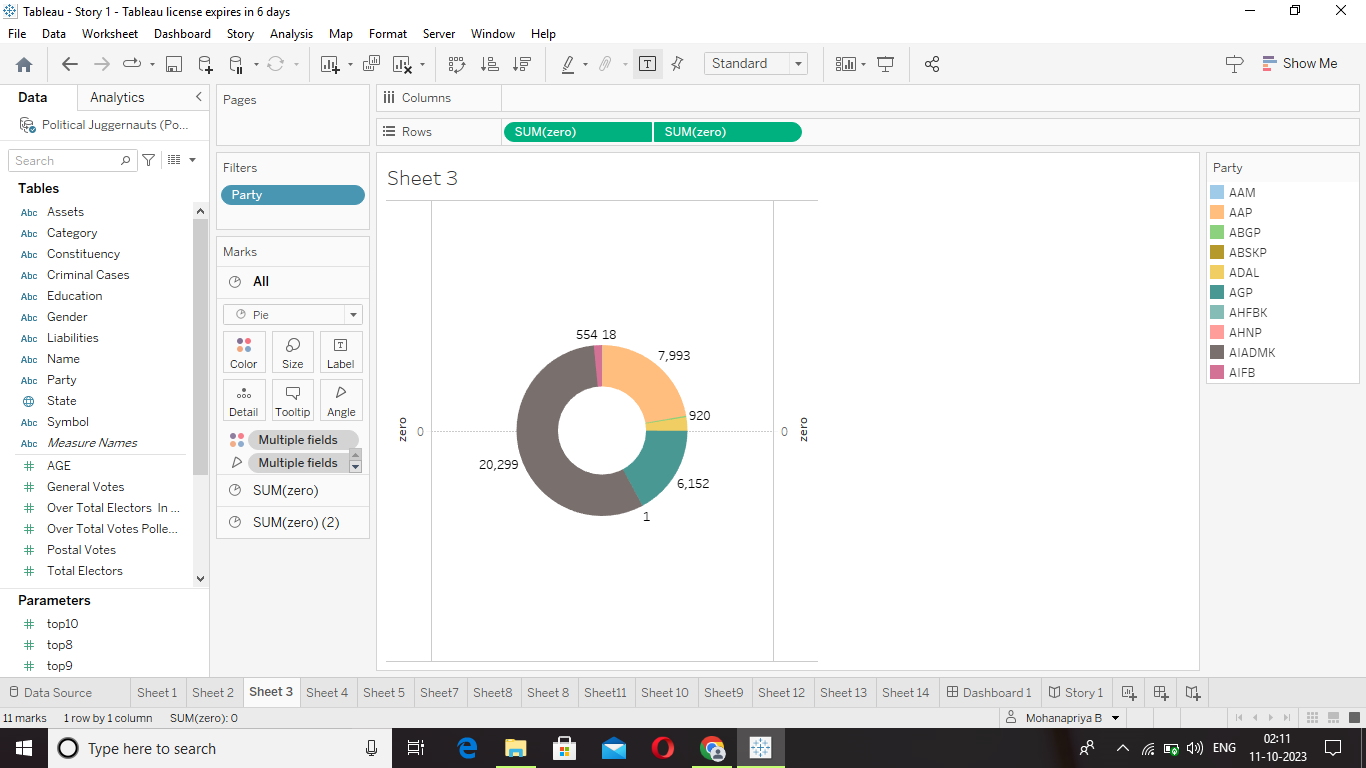 Tableau - Story 1 - Tableau license expires in 6 days
File Data Worksheet Dashboard Story Analysis Map Format Server Window Help
Standard
Show Me
Data Analytics
Political Juggernauts (Po...
Search
Tables
Abc Assets
Abc Category
Abc Constituency
Abc Criminal Cases
Abc Education
Abc Gender
Abc Liabilities
Abc Name
Abc Party
State
Abc Symbol
Abc Measure Names
# AGE
# General Votes
# Over Total Electors In ...
# Over Total Votes Polle...
# Postal Votes
# Total Electors
Parameters
# top10
# top8
# top9
Pages
Filters
Party
Marks
All
Pie
Color Size Label
Detail Tooltip Angle
Multiple fields
Multiple fields
SUM(zero)
SUM(zero) (2)
Columns
Rows SUM(zero) SUM(zero)
Sheet 3
554 18
7,993
920
zero 0
0 zero
20,299
6,152
1
Party
AAM
AAP
ABGP
ABSKP
ADAL
AGP
AHFBK
AHNP
AIADMK
AIFB
Data Source Sheet 1 Sheet 2 Sheet 3 Sheet 4 Sheet 5 Sheet7 Sheet8 Sheet 8 Sheet11 Sheet 10 Sheet9 Sheet 12 Sheet 13 Sheet 14 Dashboard 1 Story 1
11 marks 1 row by 1 column SUM(zero): 0 Mohanapriya B
Type here to search
ENG
02:11
11-10-2023